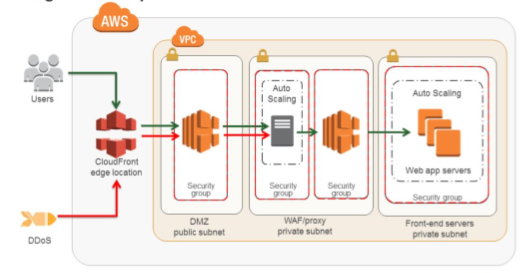 AWS
VPC
Users
CloudFront
edge location
DDoS
Security
group
DMZ
public subnet
Auto
Scaling
Security
group
Security
group
WAF/proxy
private subnet
Auto Scaling
Web app servers
Security group
Front-end servers
private subnet